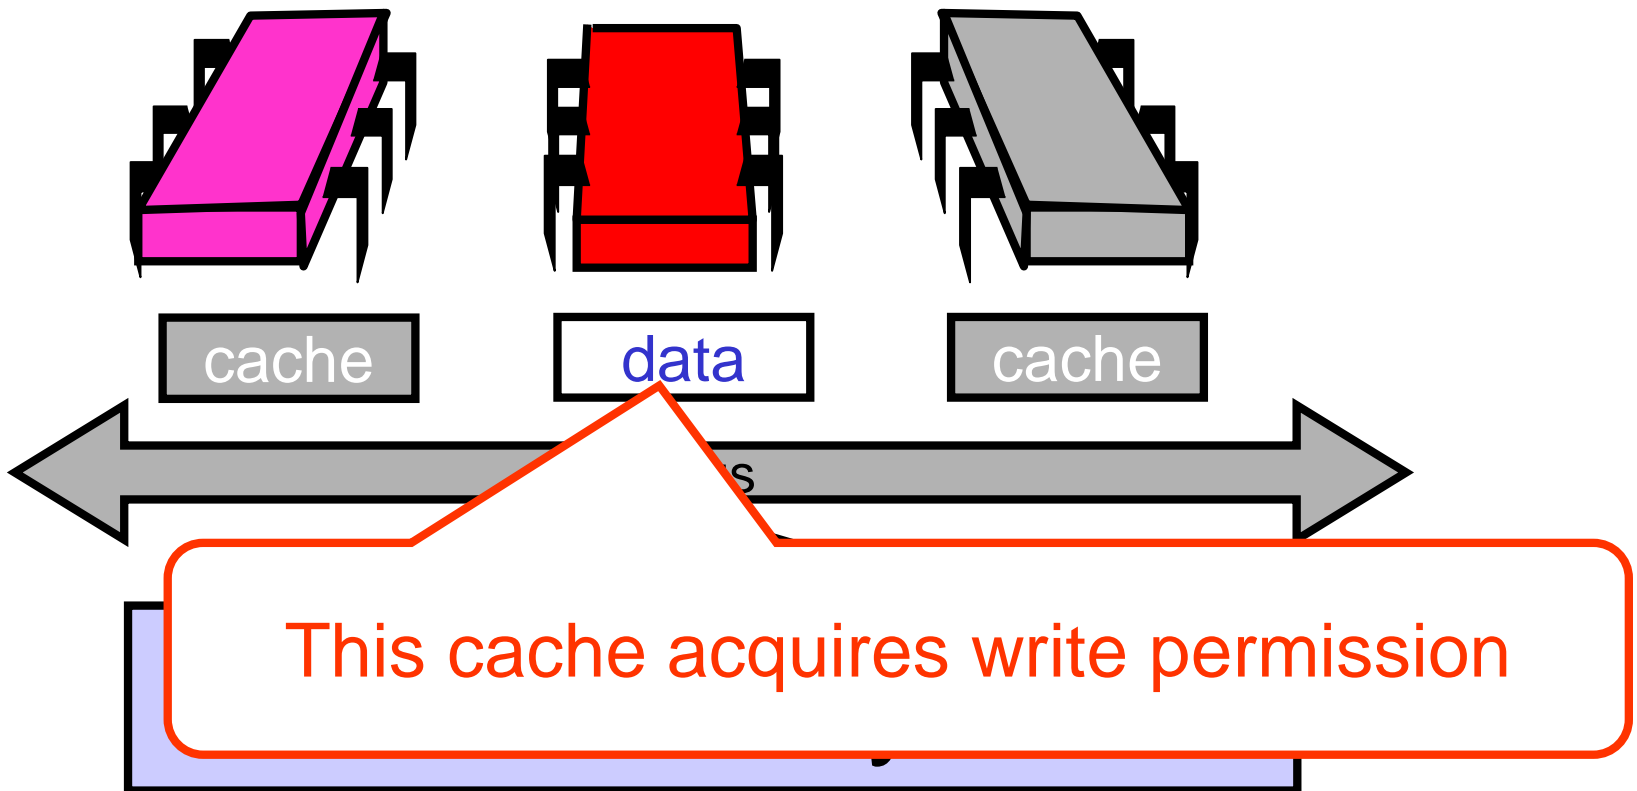 cache
data
cache
This cache acquires write permission